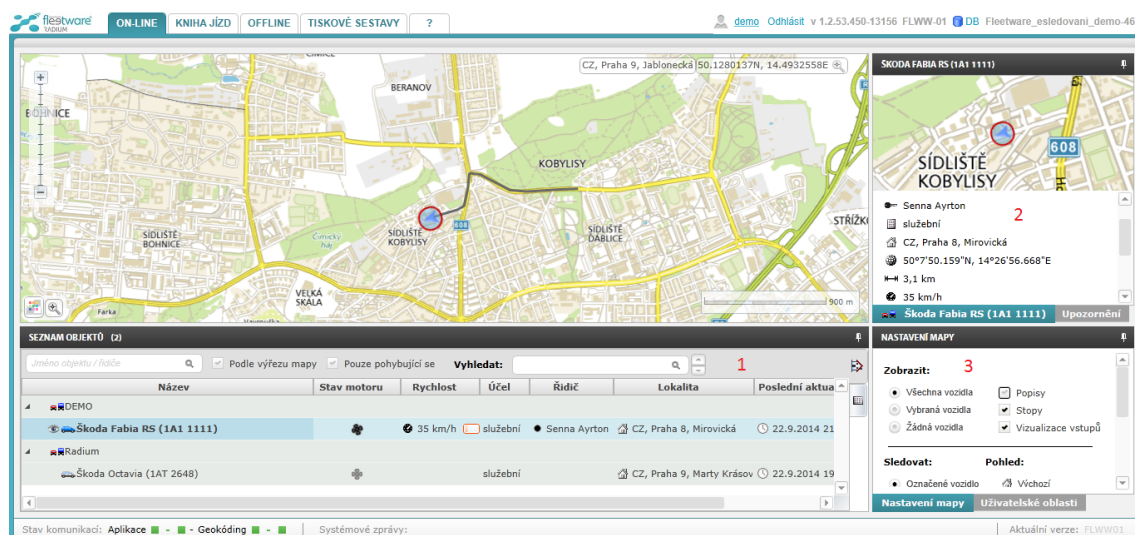 fleetware
RADIUM
ON-LINE KNIHA JÍZD OFFLINE TISKOVÉ SESTAVY ?
demo Odhlásit v 1.2.53.450-13156 FLWW-01 DB Fleetware_esledovani_demo-46
CZ, Praha 9, Jablonecká 50.1280137N, 14.4932558E
BERANOV
KOBYLISY
SÍDLIŠTĚ
BOHNICE
Čimický
háj
SÍDLIŠTĚ
KOBYLISY
608
SÍDLIŠTĚ
ĎÁBLICE
STŘÍŽK
VELKÁ
SKALA
Farka
900 m
ŠKODA FABIA RS (1A1 1111)
608
SÍDLIŠTĚ
KOBYLISY
Senna Ayrton
2
služební
CZ, Praha 8, Mirovická
50°7'50.159"N, 14°26'56.668"E
3,1 km
35 km/h
Škoda Fabia RS (1A1 1111) Upozornění
SEZNAM OBJEKTŮ (2)
Jméno objektu / řidiče Podle výřezu mapy Pouze pohybující se Vyhledat: 1
Název Stav motoru Rychlost Účel Řidič Lokalita Poslední aktua
DEMO
Škoda Fabia RS (1A1 1111) 35 km/h služební Senna Ayrton CZ, Praha 8, Mirovická 22.9.2014 21
Radium
Škoda Octavia (1AT 2648) služební CZ, Praha 9, Marty Krásov 22.9.2014 19
NASTAVENÍ MAPY
Zobrazit: 3
Všechna vozidla Popisy
Vybraná vozidla Stopy
Žádná vozidla Vizualizace vstupů
Sledovat: Pohled:
Označené vozidlo Výchozí
Nastavení mapy Uživatelské oblasti
Stav komunikací: Aplikace - - Geokóding - Systémové zprávy: Aktuální verze: FLWW01